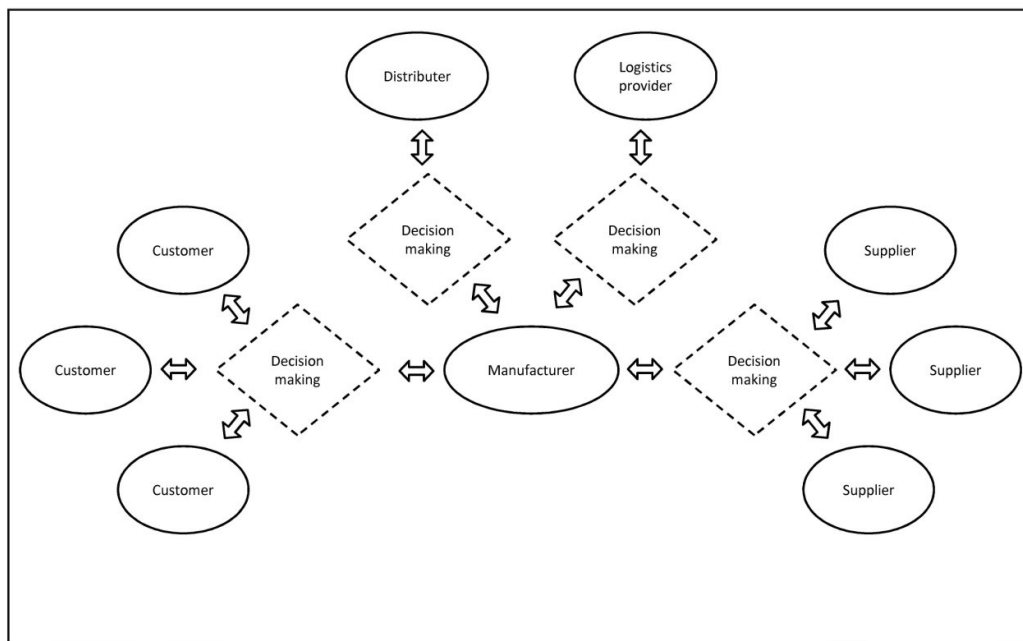 Distributer
Logistics
provider
Decision
making
Decision
making
Customer
Supplier
Customer
Decision
making
Manufacturer
Decision
making
Supplier
Customer
Supplier